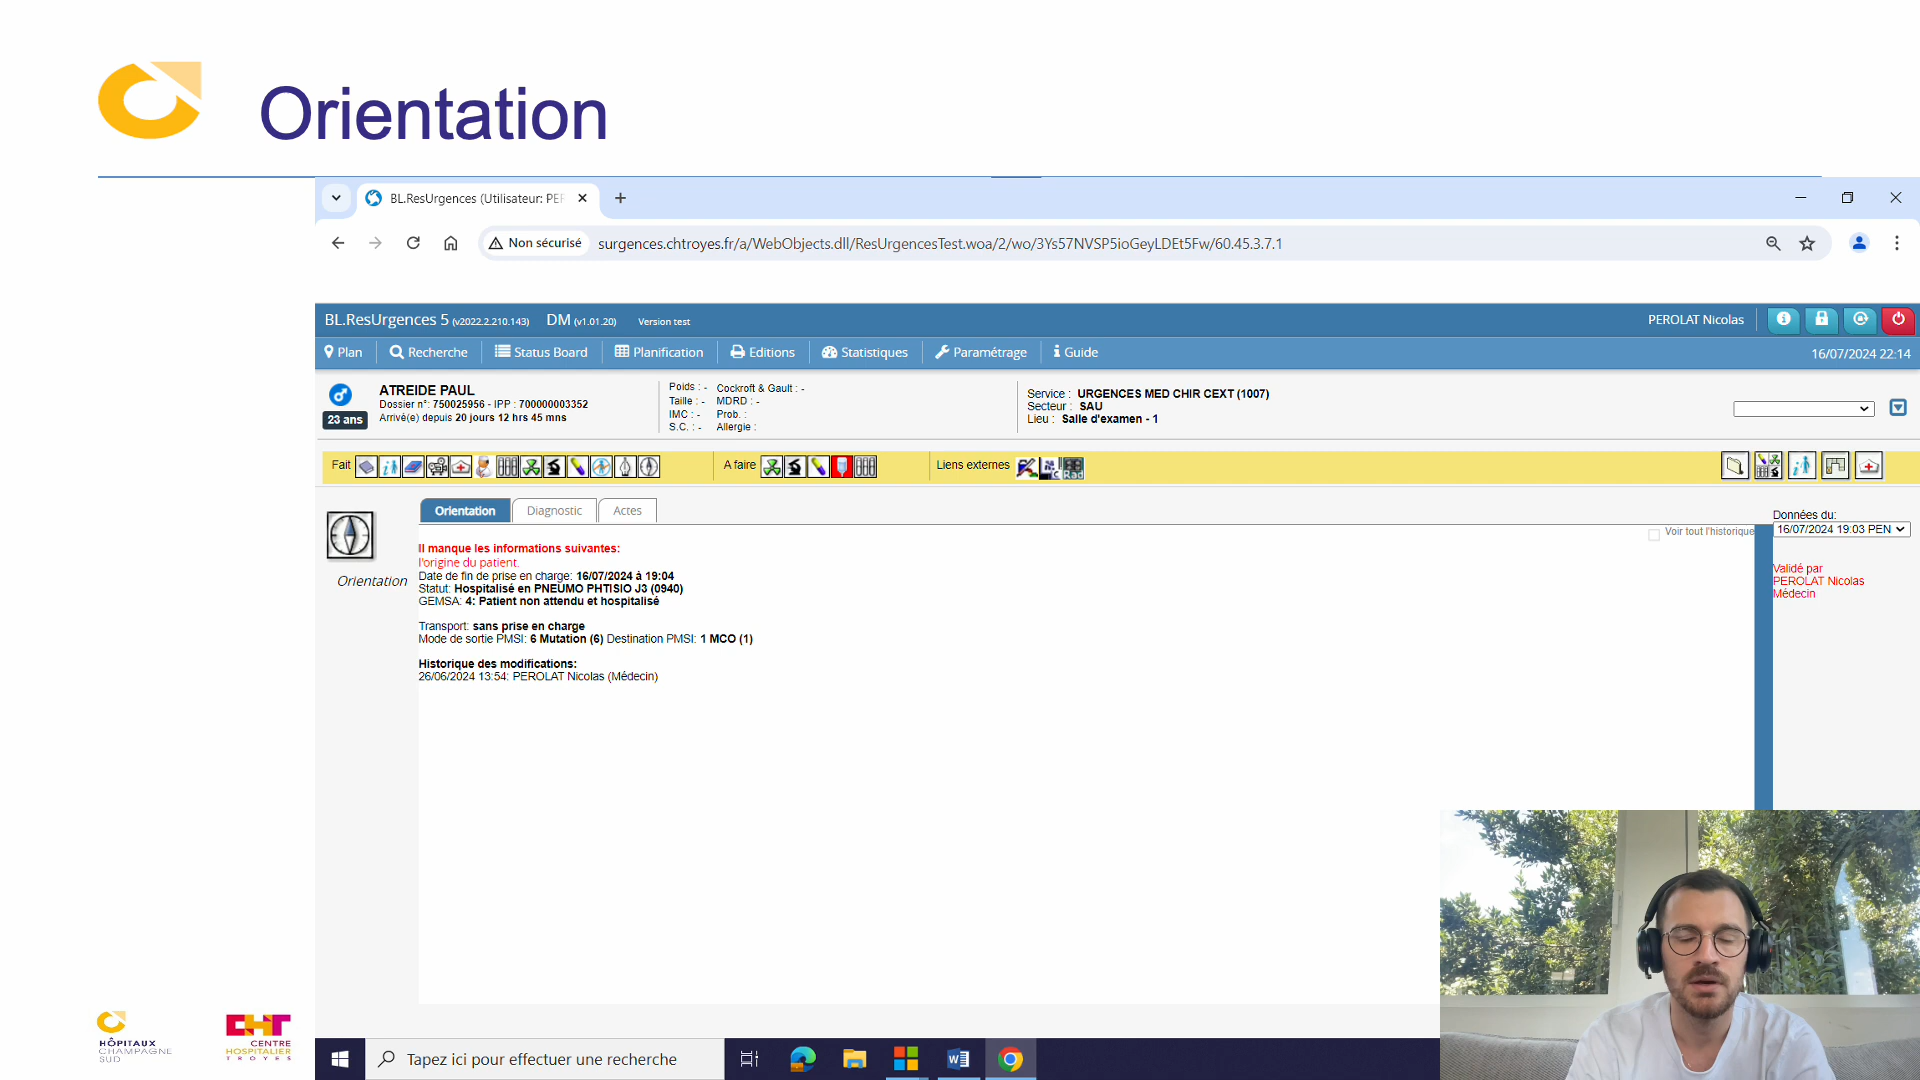 Orientation
BL.ResUrgences (Utilisateur: PER
Non sécurisé
surgences.chtroyes.fr/a/WebObjects.dll/ResUrgencesTest.woa/2/wo/3Ys57NVSP5ioGeyLDEt5Fw/60.45.3.7.1
BL.ResUrgences 5 (v2022.2.210.143) DM (v1.01.20) Version test
PEROLAT Nicolas
Plan Recherche Status Board Planification Editions Statistiques Paramétrage Guide
16/07/2024 22:14
ATREIDE PAUL
Dossier n°: 750025956 - IPP : 700000003352
23 ans
Arrivé(e) depuis 20 jours 12 hrs 45 mns
Poids : - Cockroft & Gault : -
Taille : - MDRD : -
IMC : - Prob. :
S.C. : - Allergie :
Service : URGENCES MED CHIR CEXT (1007)
Secteur : SAU
Lieu : Salle d'examen - 1
Fait
A faire
Liens externes
Orientation Diagnostic Actes
Voir tout l'historique
Données du:
16/07/2024 19:03 PEN
Orientation
Il manque les informations suivantes:
l'origine du patient.
Date de fin de prise en charge: 16/07/2024 à 19:04
Statut: Hospitalisé en PNEUMO PHTISIO J3 (0940)
GEMSA: 4: Patient non attendu et hospitalisé
Transport: sans prise en charge
Mode de sortie PMSI: 6 Mutation (6) Destination PMSI: 1 MCO (1)
Historique des modifications:
26/06/2024 13:54: PEROLAT Nicolas (Médecin)
Validé par
PEROLAT Nicolas
Médecin
HÔPITAUX
CHAMPAGNE
SUD
CHT
CENTRE
HOSPITALIER
TROYES
Tapez ici pour effectuer une recherche